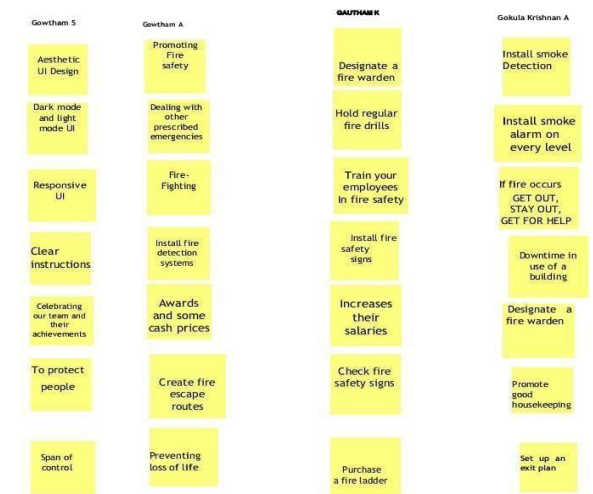 Gowtham S
Aesthetic
UI Design
Dark mode
and light
mode UI
Responsive
UI
Clear
instructions
Celebrating
our team and
their
achievements
To protect
people
Span of
control
Gowtham A
Promoting
Fire
safety
Dealing with
other
prescribed
emergencies
Fire-
Fighting
Install fire
detection
systems
Awards
and some
cash prices
Create fire
escape
routes
Preventing
loss of life
GAUTHAM K
Designate a
fire warden
Hold regular
fire drills
Train your
employees
In fire safety
Install fire
safety
signs
Increases
their
salaries
Check fire
safety signs
Purchase
a fire ladder
Gokula Krishnan A
Install smoke
Detection
Install smoke
alarm on
every level
If fire occurs
GET OUT,
STAY OUT,
GET FOR HELP
Downtime in
use of a
building
Designate a
fire warden
Promote
good
housekeeping
Set up an
exit plan